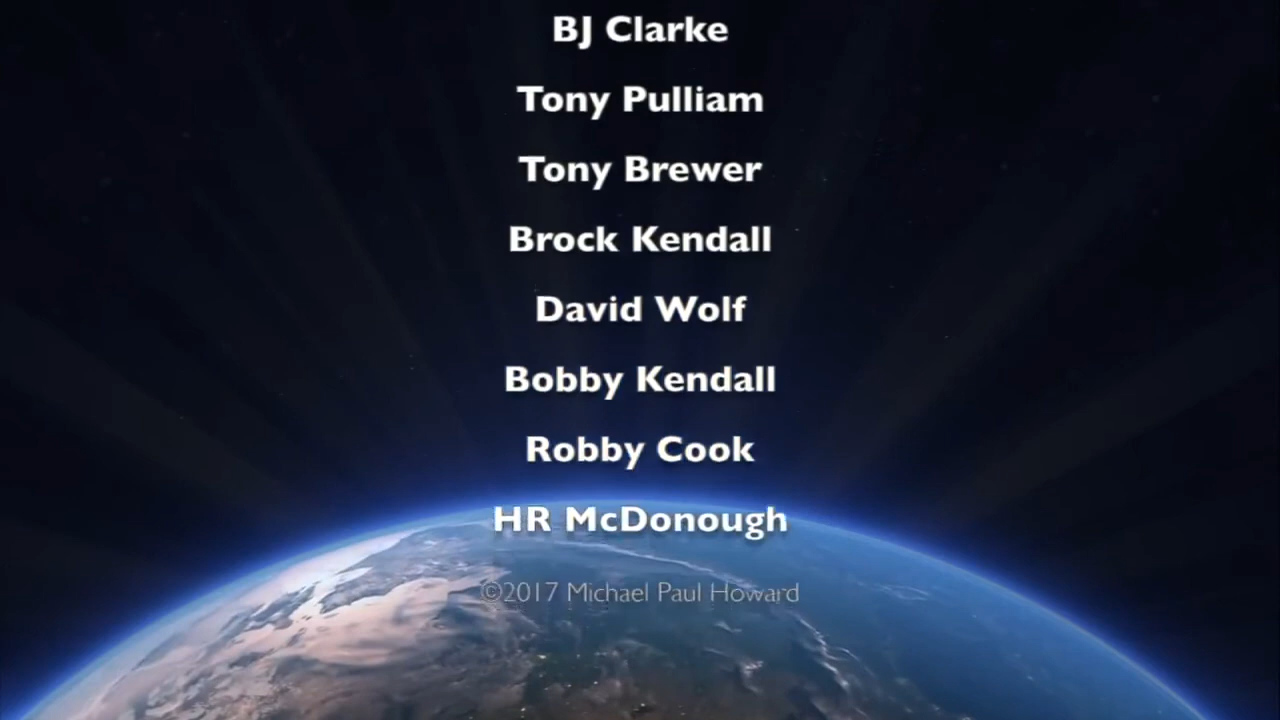 BJ Clarke
Tony Pulliam
Tony Brewer
Brock Kendall
David Wolf
Bobby Kendall
Robby Cook
HR McDonough
©2017 Michael Paul Howard